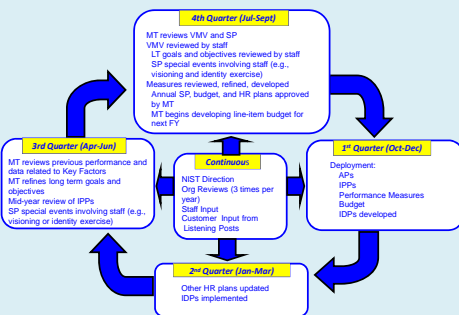 4th Quarter (Jul-Sept)
MT reviews VMV and SP
VMV reviewed by staff
LT goals and objectives reviewed by staff
SP special events involving staff (e.g.,
visioning and identity exercise)
Measures reviewed, refined, developed
Annual SP, budget, and HR plans approved
by MT
MT begins developing line-item budget for
next FY
3rd Quarter (Apr-Jun)
MT reviews previous performance and
data related to Key Factors
MT refines long term goals and
objectives
Mid-year review of IPPs
SP special events involving staff (e.g.,
visioning or identity exercise)
Continuous
NIST Direction
Org Reviews (3 times per
year)
Staff Input
Customer Input from
Listening Posts
1st Quarter (Oct-Dec)
Deployment:
APs
IPPs
Performance Measures
Budget
IDPs developed
2nd Quarter (Jan-Mar)
Other HR plans updated
IDPs implemented